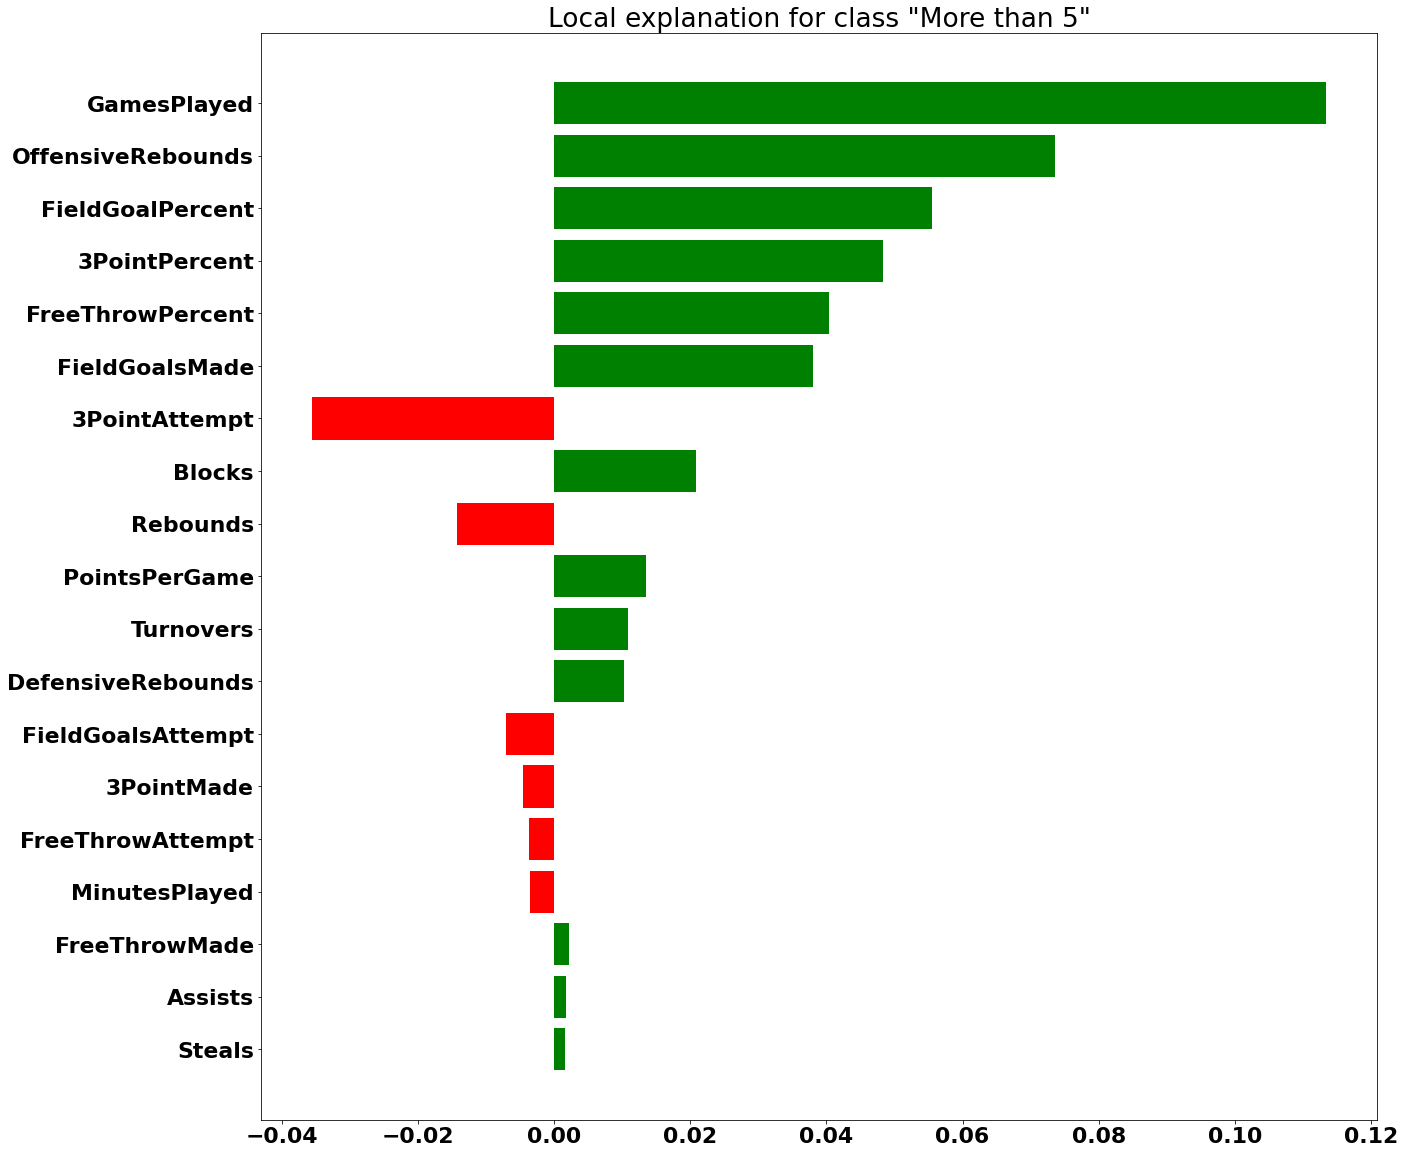 Local explanation for class "More than 5"
GamesPlayed
OffensiveRebounds
FieldGoalPercent
3PointPercent
FreeThrowPercent
FieldGoalsMade
3PointAttempt
Blocks
Rebounds
PointsPerGame
Turnovers
DefensiveRebounds
FieldGoalsAttempt
3PointMade
FreeThrowAttempt
MinutesPlayed
FreeThrowMade
Assists
Steals
−0.04 −0.02 0.00 0.02 0.04 0.06 0.08 0.10 0.12